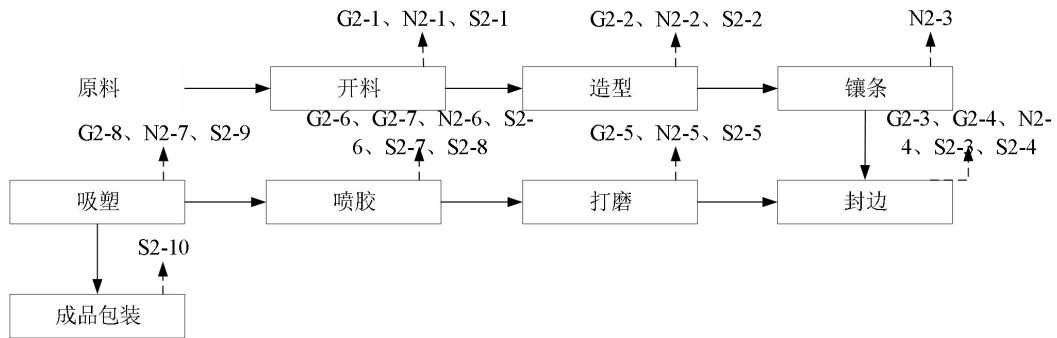 G2-1、N2-1、S2-1
G2-2、N2-2、S2-2
N2-3
原料
开料
造型
镶条
G2-8、N2-7、S2-9
G2-6、G2-7、N2-6、S2-
6、S2-7、S2-8
G2-5、N2-5、S2-5
G2-3、G2-4、N2-
4、S2-3、S2-4
吸塑
喷胶
打磨
封边
S2-10
成品包装